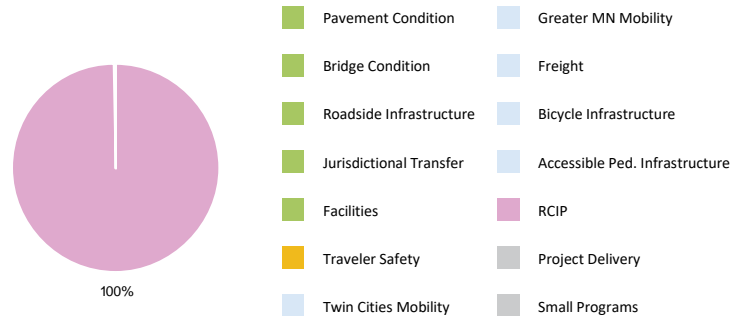 100%
Pavement Condition
Bridge Condition
Roadside Infrastructure
Jurisdictional Transfer
Facilities
Traveler Safety
Twin Cities Mobility
Greater MN Mobility
Freight
Bicycle Infrastructure
Accessible Ped. Infrastructure
RCIP
Project Delivery
Small Programs